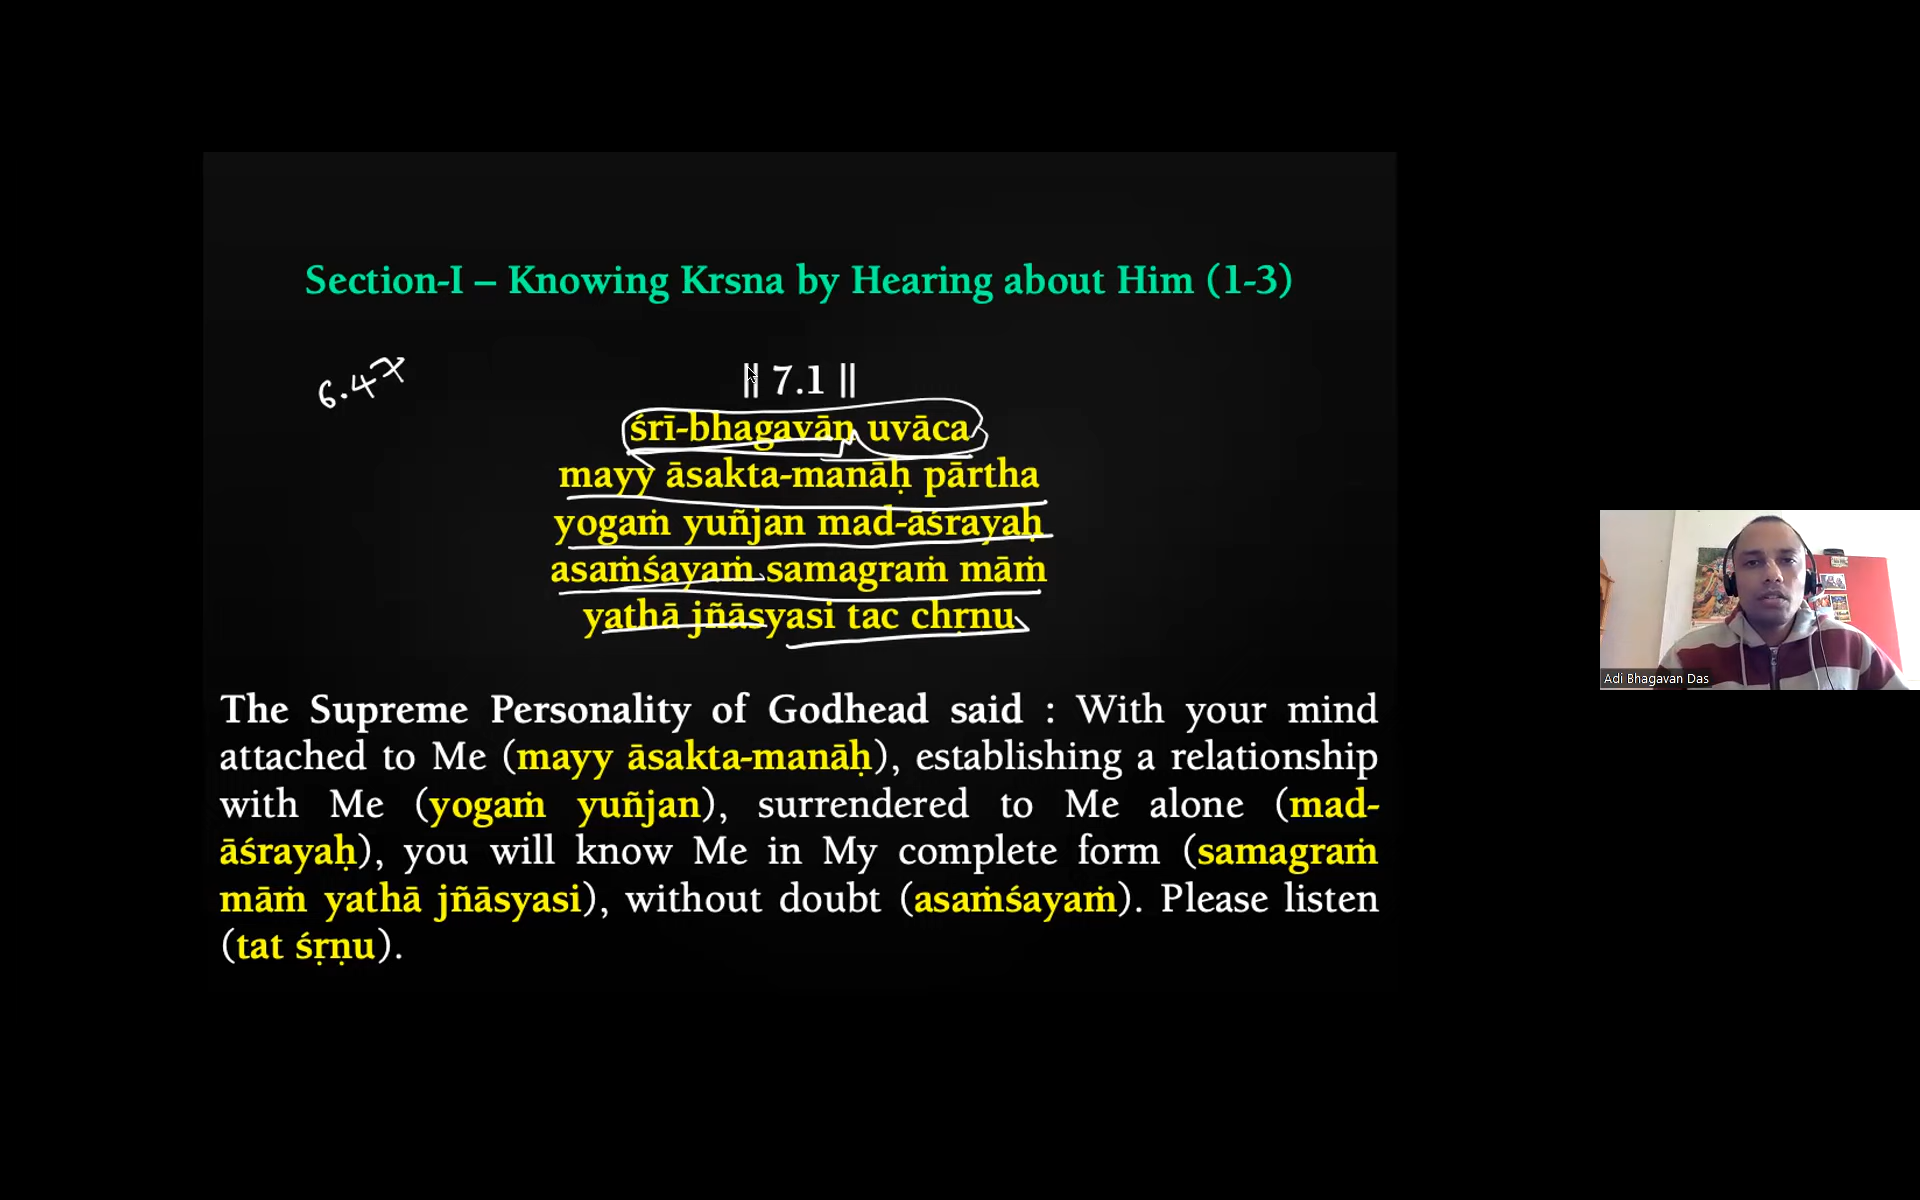 Section-I – Knowing Krsna by Hearing about Him (1-3)
6.47
|| 7.1 ||
śrī-bhagavān uvāca
mayy āsakta-manāḥ pārtha
yogaṁ yuñjan mad-āśrayaḥ
asaṁśayaṁ samagraṁ māṁ
yathā jñāsyasi tac chṛṇu
The Supreme Personality of Godhead said : With your mind
attached to Me (mayy āsakta-manāḥ), establishing a relationship
with Me (yogaṁ yuñjan), surrendered to Me alone (mad-
āśrayaḥ), you will know Me in My complete form (samagraṁ
māṁ yathā jñāsyasi), without doubt (asaṁśayaṁ). Please listen
(tat śṛṇu).
Adi Bhagavan Das